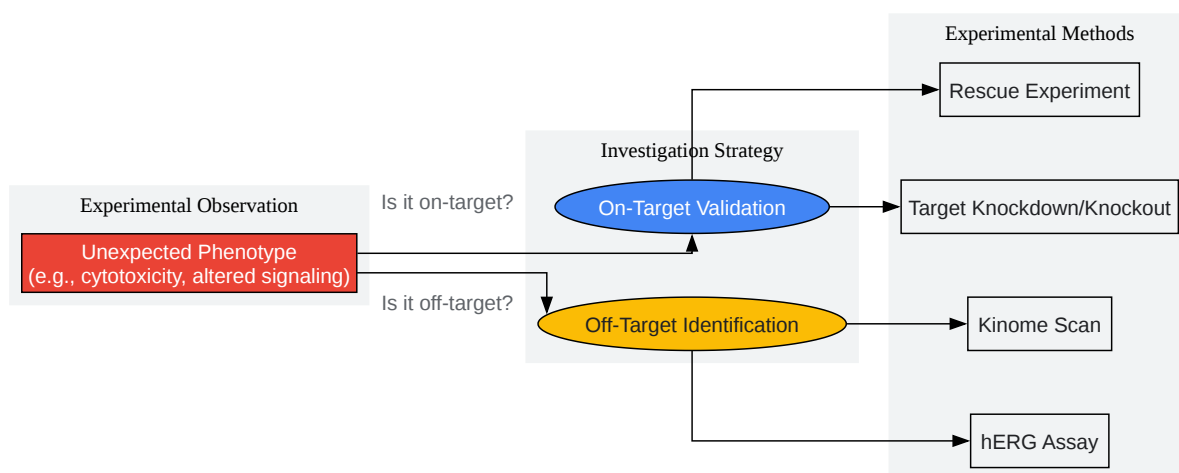 Experimental Methods
Rescue Experiment
Investigation Strategy
Is it on-target?
On-Target Validation
Target Knockdown/Knockout
Experimental Observation
Unexpected Phenotype
(e.g., cytotoxicity, altered signaling)
Is it off-target?
Off-Target Identification
Kinome Scan
hERG Assay